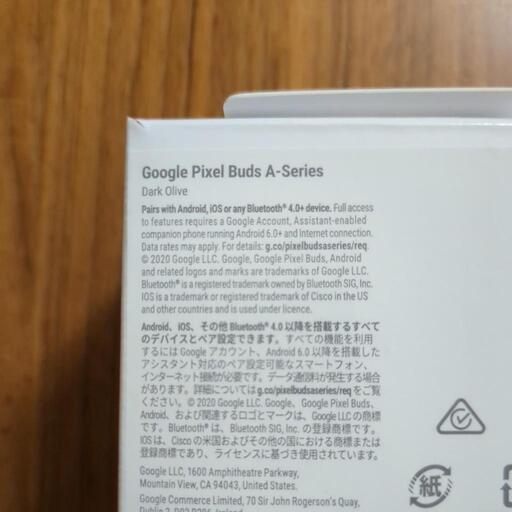 Google Pixel Buds A-Series
Dark Olive
Pairs with Android, iOS or any Bluetooth® 4.0+ device. Full access
to features requires a Google Account, Assistant-enabled
companion phone running Android 6.0+ and Internet connection.
Data rates may apply. For details: g.co/pixelbudsaseries/req.
© 2020 Google LLC. Google, Google Pixel Buds, Android
and related logos and marks are trademarks of Google LLC.
Bluetooth® is a registered trademark owned by Bluetooth SIG, Inc.
IOS is a trademark or registered trademark of Cisco in the US
and other countries and is used under licence.
Android、iOS、その他 Bluetooth® 4.0 以降を搭載するすべて
のデバイスとペア設定できます。すべての機能を利用
するには Google アカウント、Android 6.0 以降を搭載した
アシスタント対応のペア設定可能なスマートフォン、
インターネット接続が必要です。データ通信料が発生する場合
があります。詳細については g.co/pixelbudsaseries/req をご覧
ください。© 2020 Google LLC. Google、Google Pixel Buds、
Android、および関連するロゴとマークは、Google LLC の商標
です。Bluetooth® は、Bluetooth SIG, Inc. の登録商標です。
IOS は、Cisco の米国およびその他の国における商標または
登録商標であり、ライセンスに基づき使用されています。
Google LLC, 1600 Amphitheatre Parkway,
Mountain View, CA 94043, USA
Google Commerce Limited, 70 Sir John Rogerson's Quay,
Dublin 2, D02 R296, Ireland
紙